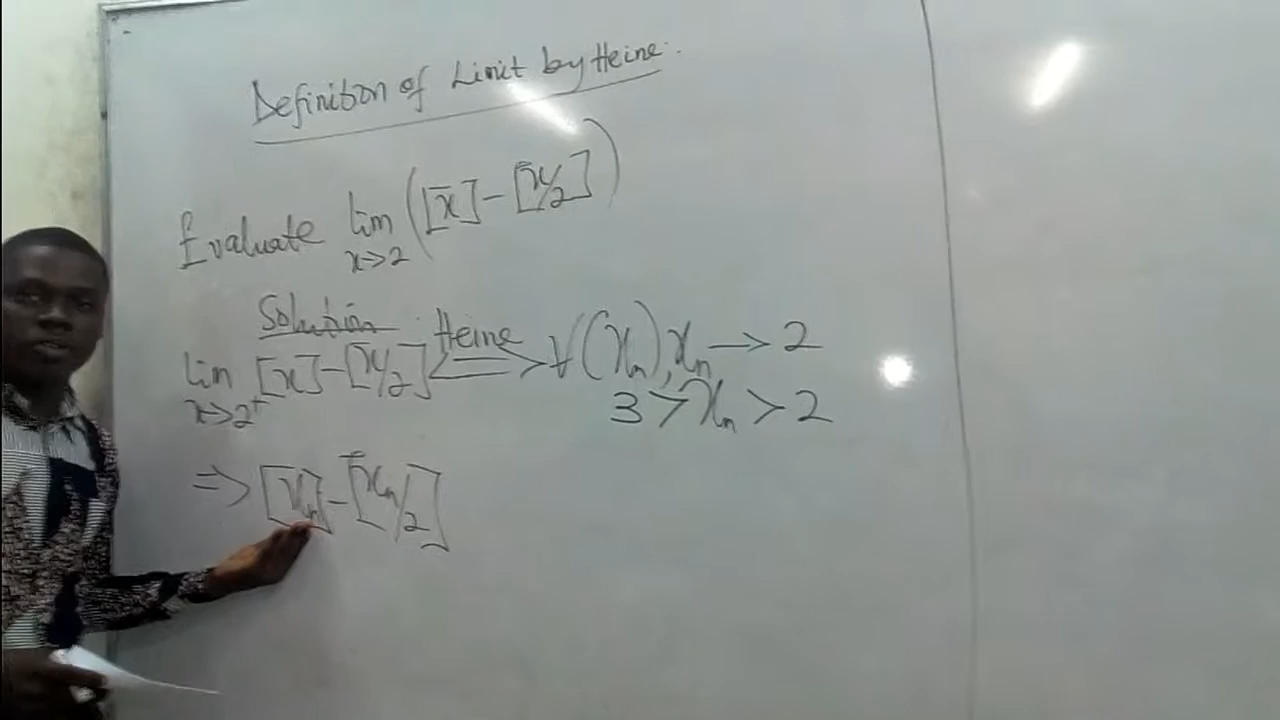 Definition of Limit by Heine.
Evaluate lim x→2 ([x] - [x/2])
Solution
lim x→2⁺ [x] - [x/2] <=Heine=> ∀(xₙ), xₙ → 2
3 > xₙ > 2
=> [xₙ] - [xₙ/2]